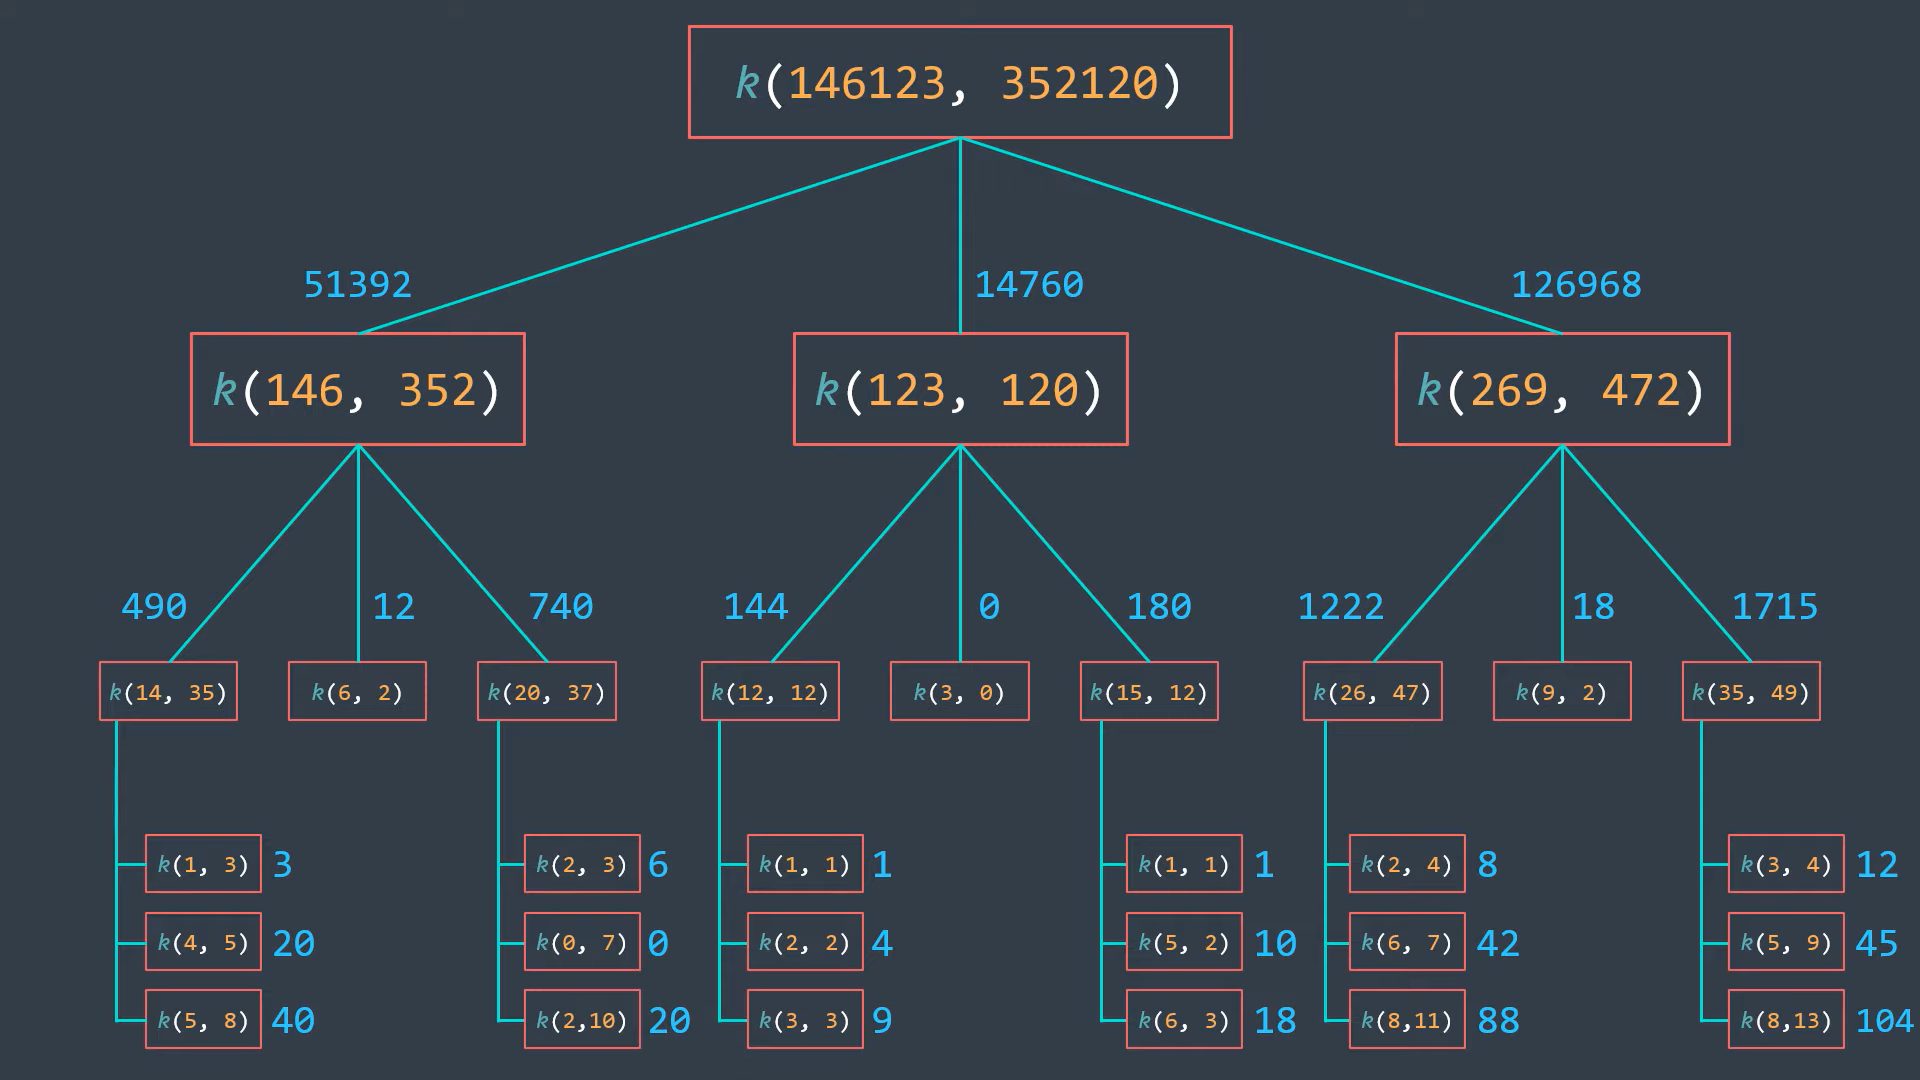 k(146123, 352120)
51392 14760 126968
k(146, 352) k(123, 120) k(269, 472)
490 12 740 144 0 180 1222 18 1715
k(14, 35) k(6, 2) k(20, 37) k(12, 12) k(3, 0) k(15, 12) k(26, 47) k(9, 2) k(35, 49)
k(1, 3) 3 k(2, 3) 6 k(1, 1) 1 k(1, 1) 1 k(2, 4) 8 k(3, 4) 12
k(4, 5) 20 k(0, 7) 0 k(2, 2) 4 k(5, 2) 10 k(6, 7) 42 k(5, 9) 45
k(5, 8) 40 k(2,10) 20 k(3, 3) 9 k(6, 3) 18 k(8,11) 88 k(8,13) 104